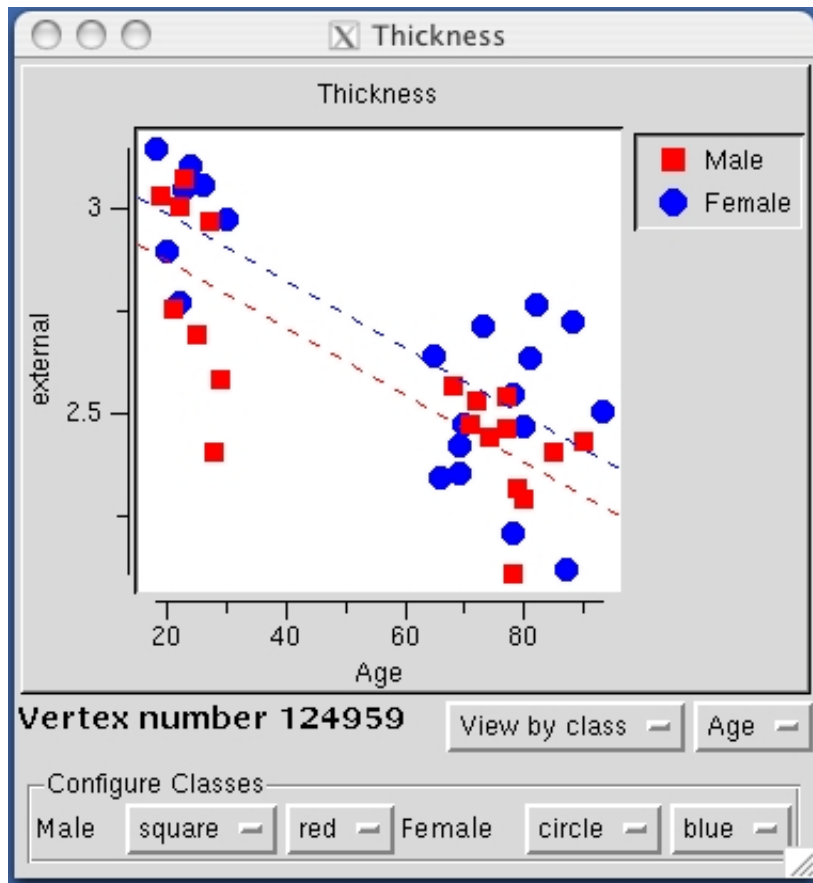 Thickness
Thickness
Male
Female
3
2.5
external
20 40 60 80
Age
Vertex number 124959 View by class Age
Configure Classes
Male square red Female circle blue